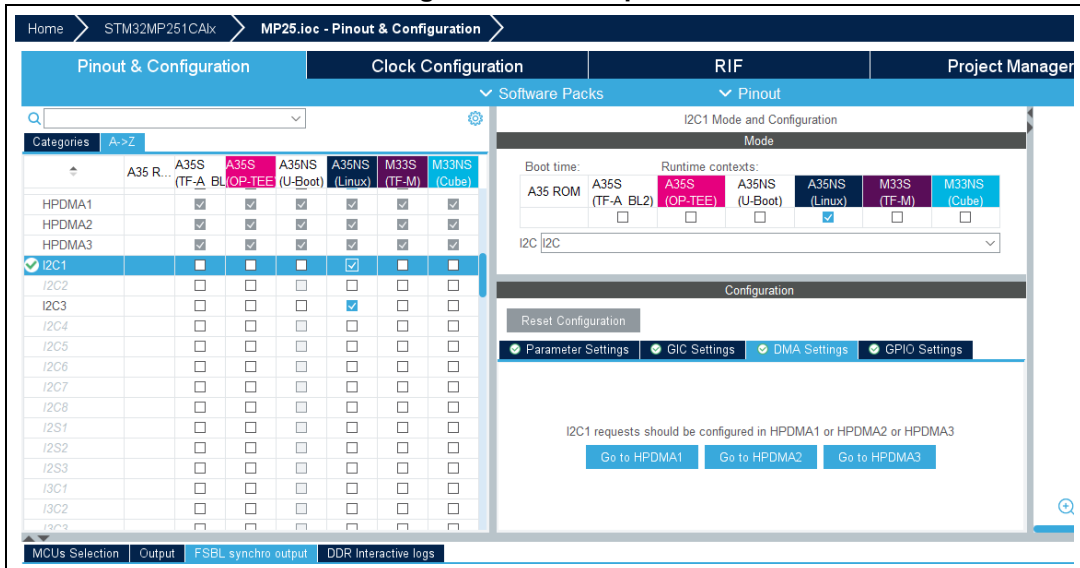 Home STM32MP251CAIx MP25.ioc - Pinout & Configuration
Pinout & Configuration Clock Configuration RIF Project Manager
Software Packs Pinout
I2C1 Mode and Configuration
Categories A->Z
Mode
A35 R... A35S (TF-A BL A35S (OP-TEE A35NS (U-Boot) A35NS (Linux) M33S (TF-M) M33NS (Cube)
HPDMA1
HPDMA2
HPDMA3
I2C1
I2C2
I2C3
I2C4
I2C5
I2C6
I2C7
I2C8
I2S1
I2S2
I2S3
I3C1
I3C2
I3C3
Boot time: Runtime contexts:
A35 ROM A35S (TF-A BL2) A35S (OP-TEE) A35NS (U-Boot) A35NS (Linux) M33S (TF-M) M33NS (Cube)
I2C I2C
Configuration
Reset Configuration
Parameter Settings GIC Settings DMA Settings GPIO Settings
I2C1 requests should be configured in HPDMA1 or HPDMA2 or HPDMA3
Go to HPDMA1 Go to HPDMA2 Go to HPDMA3
MCUs Selection Output FSBL synchro output DDR Interactive logs